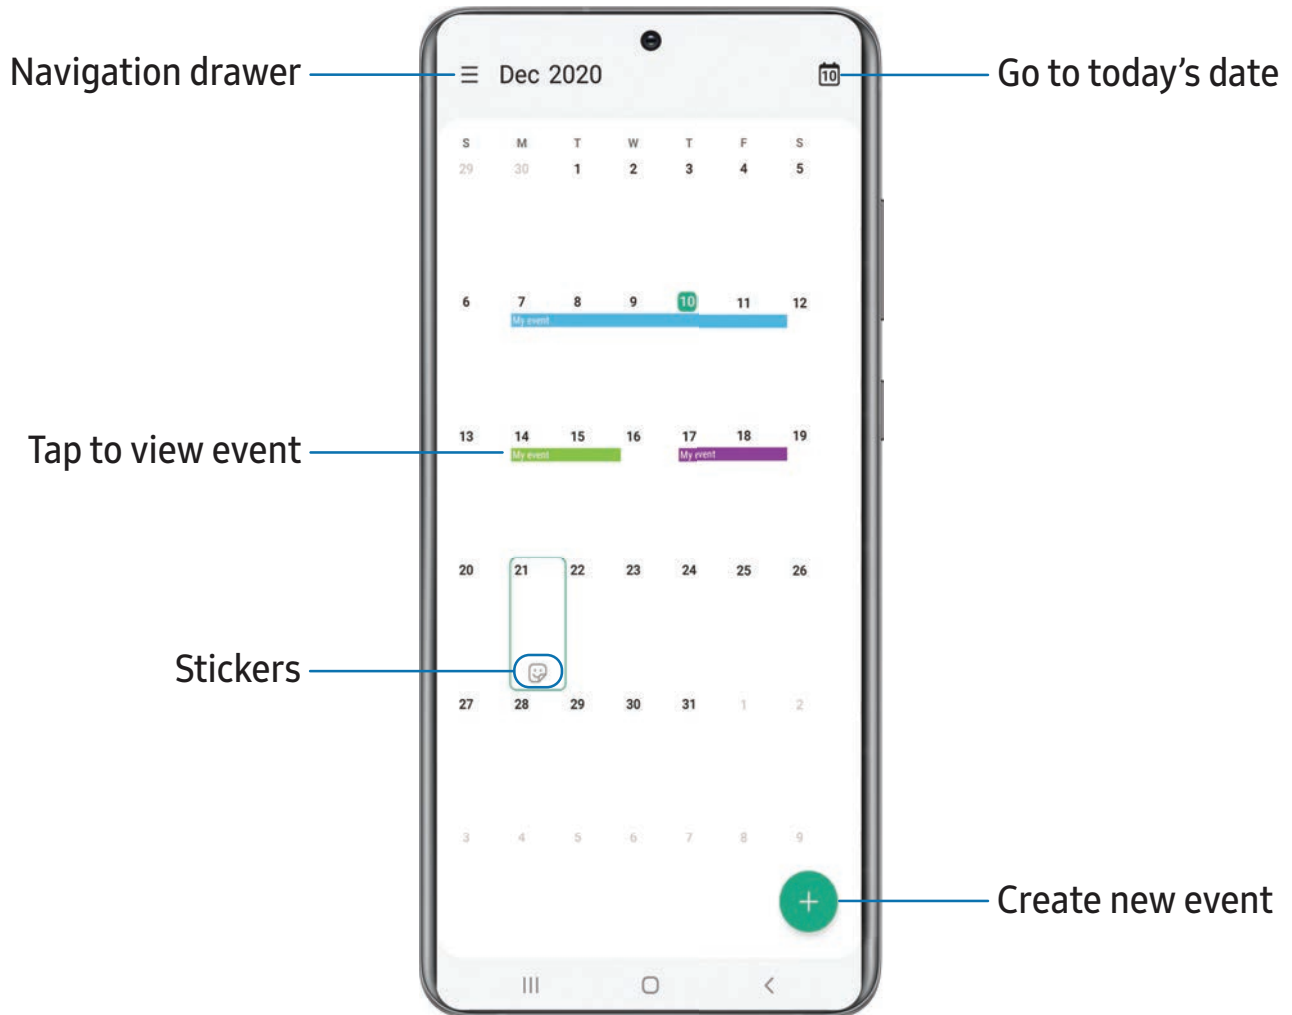 Navigation drawer
Dec 2020
10
Go to today's date
S M T W T F S
29 30 1 2 3 4 5
6 7 8 9 10 11 12
My event
Tap to view event
13 14 15 16 17 18 19
My event My event
20 21 22 23 24 25 26
Stickers
27 28 29 30 31 1 2
3 4 5 6 7 8 9
+
Create new event